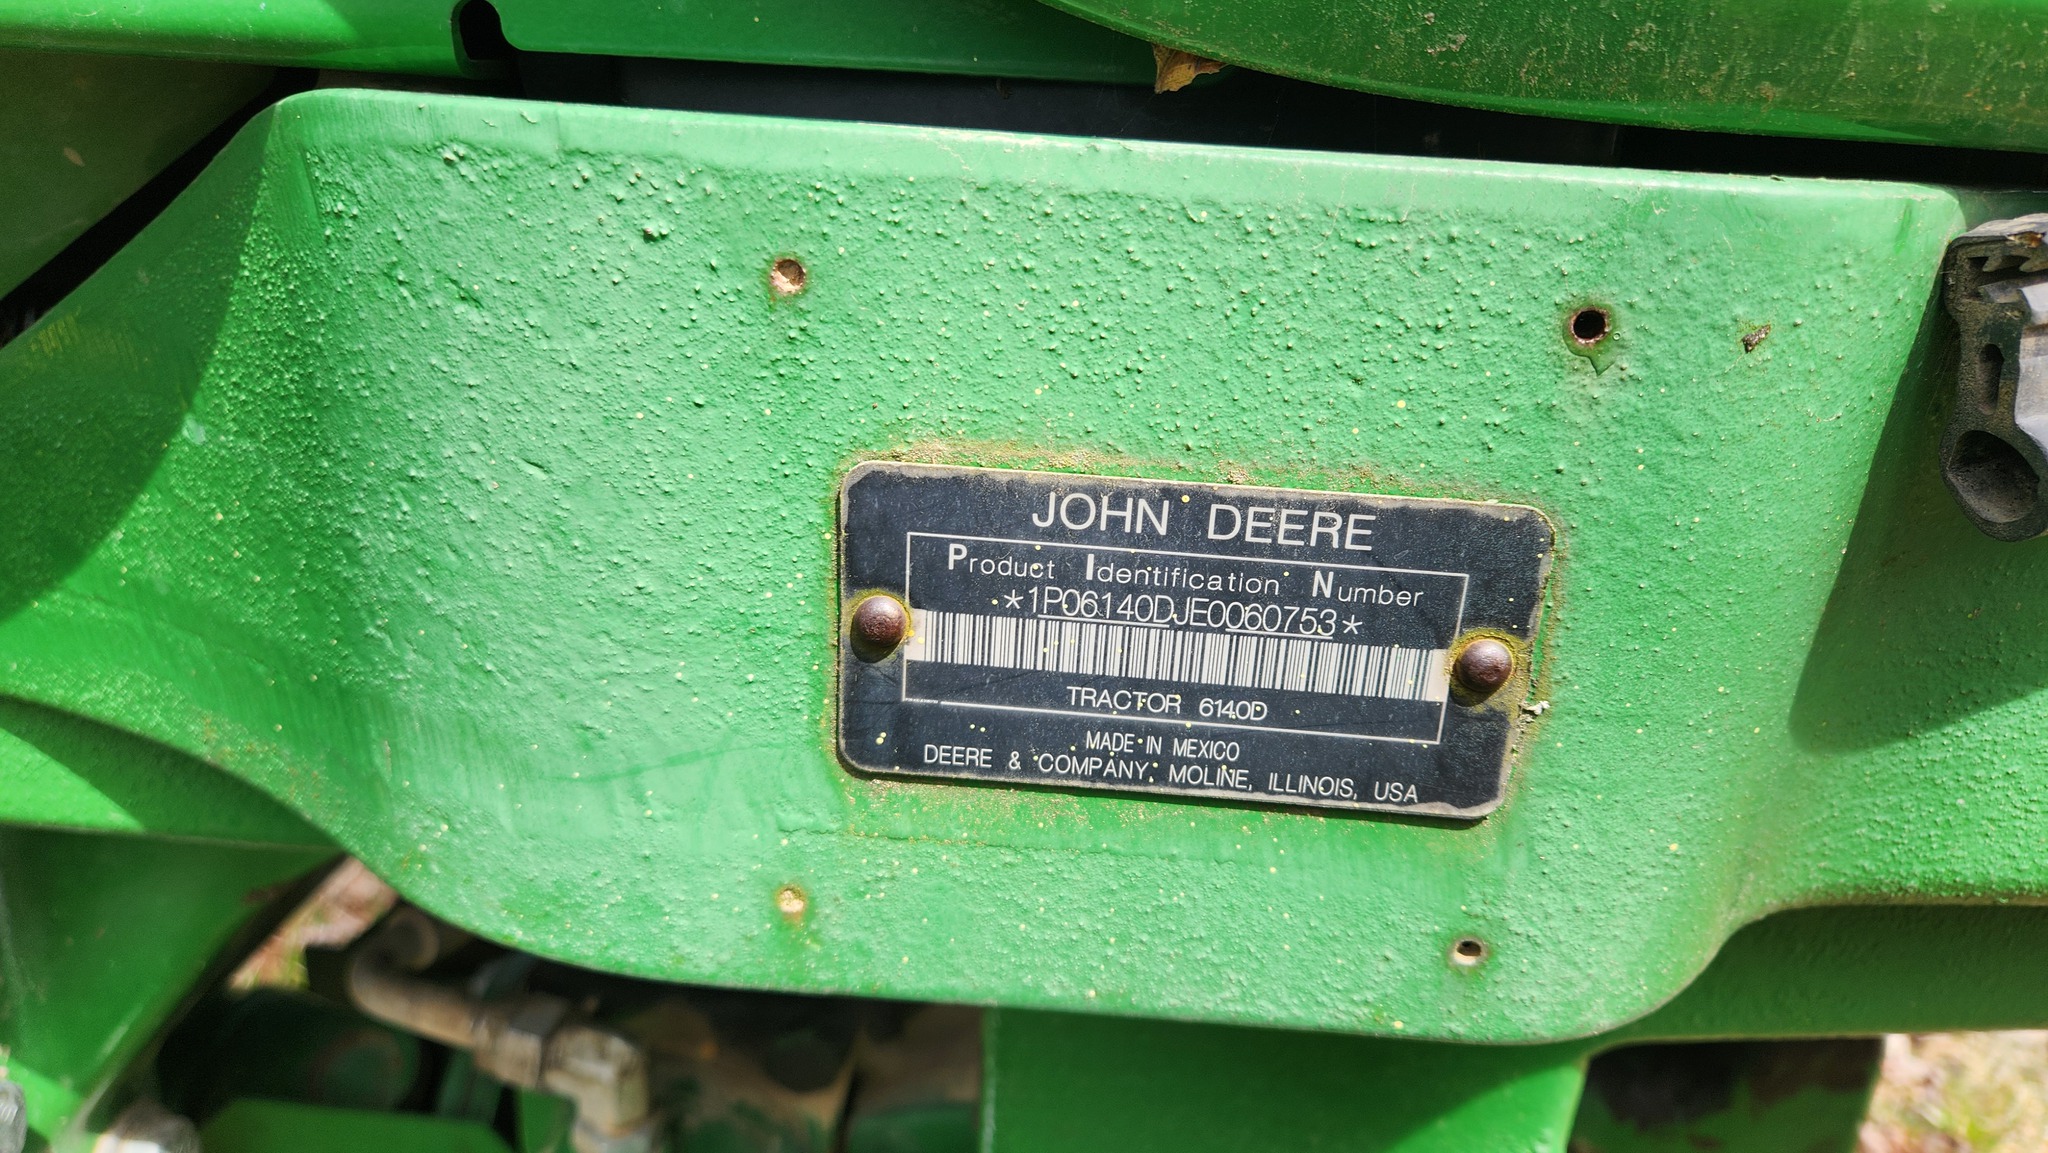 JOHN DEERE
Product Identification Number
*1P06140DJE0060753*
TRACTOR 6140D
MADE IN MEXICO
DEERE & COMPANY, MOLINE, ILLINOIS, USA